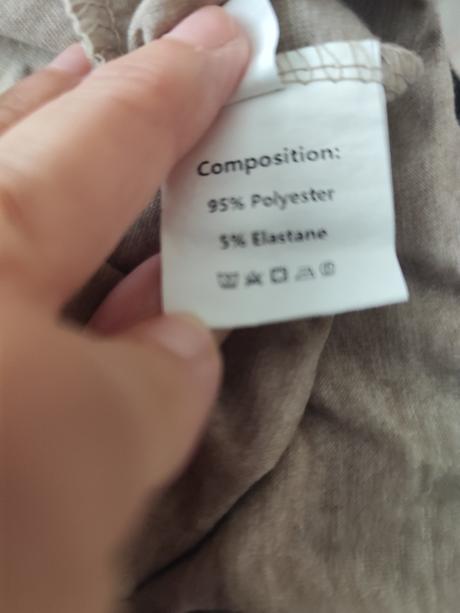 Composition:
95% Polyester
5% Elastane